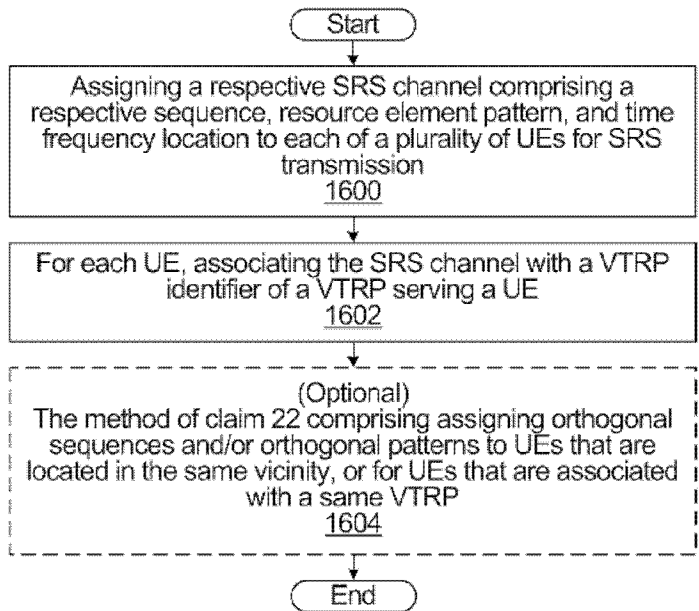 Start
Assigning a respective SRS channel comprising a
respective sequence, resource element pattern, and time
frequency location to each of a plurality of UEs for SRS
transmission
1600
For each UE, associating the SRS channel with a VTRP
identifier of a VTRP serving a UE
1602
(Optional)
The method of claim 22 comprising assigning orthogonal
sequences and/or orthogonal patterns to UEs that are
located in the same vicinity, or for UEs that are associated
with a same VTRP
1604
End